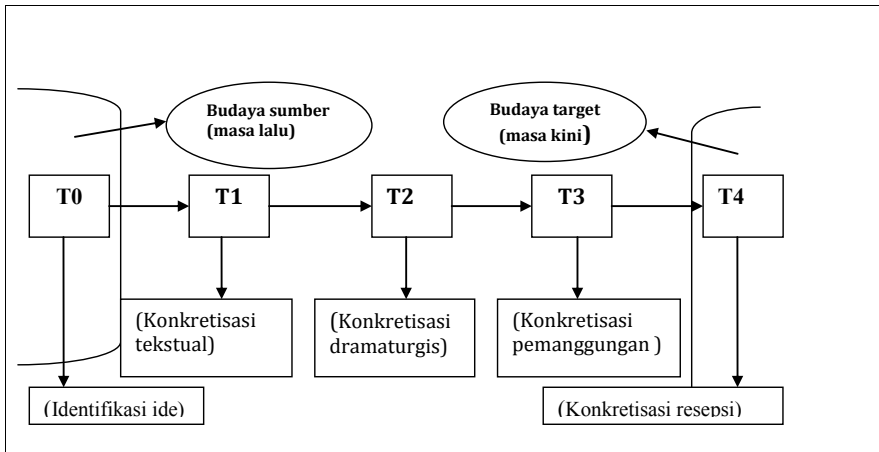 Budaya sumber
(masa lalu)
Budaya target
(masa kini)
T0
T1
T2
T3
T4
(Konkretisasi
tekstual)
(Konkretisasi
dramaturgis)
(Konkretisasi
pemanggungan )
(Identifikasi ide)
(Konkretisasi resepsi)